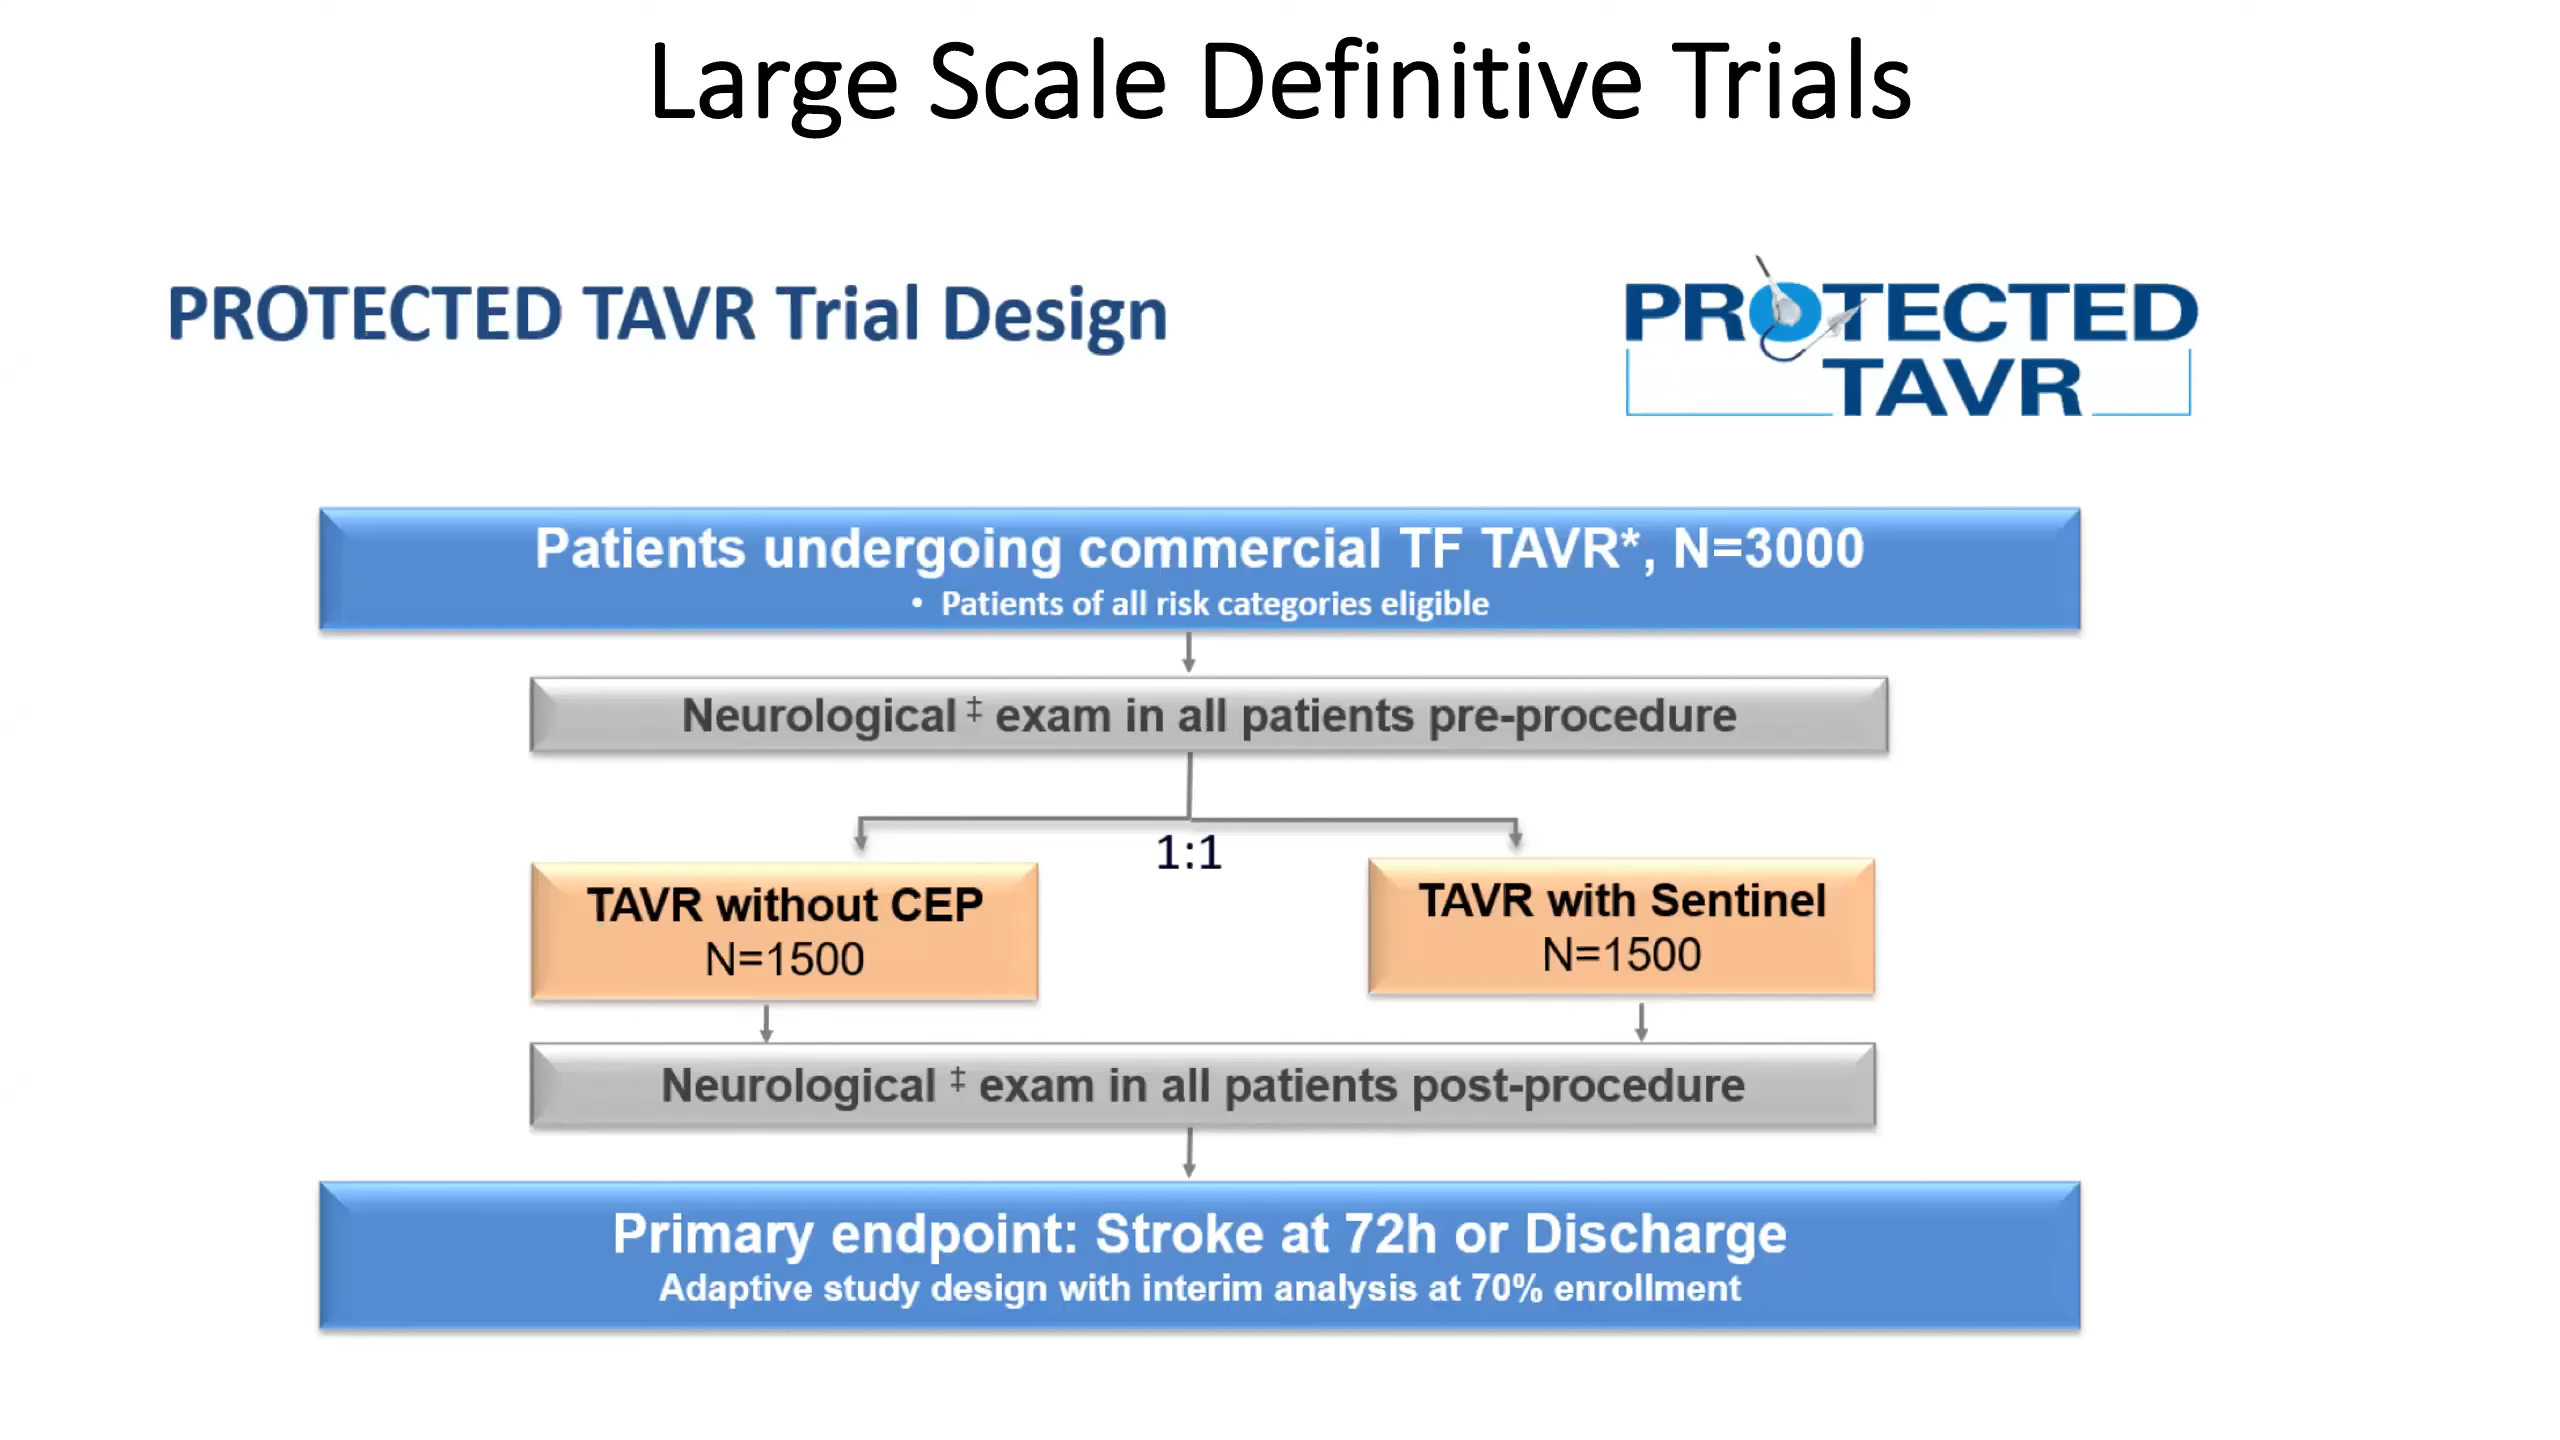 Large Scale Definitive Trials
PROTECTED TAVR Trial Design
PROTECTED
TAVR
Patients undergoing commercial TF TAVR*, N=3000
• Patients of all risk categories eligible
Neurological ‡ exam in all patients pre-procedure
1:1
TAVR without CEP
N=1500
TAVR with Sentinel
N=1500
Neurological ‡ exam in all patients post-procedure
Primary endpoint: Stroke at 72h or Discharge
Adaptive study design with interim analysis at 70% enrollment